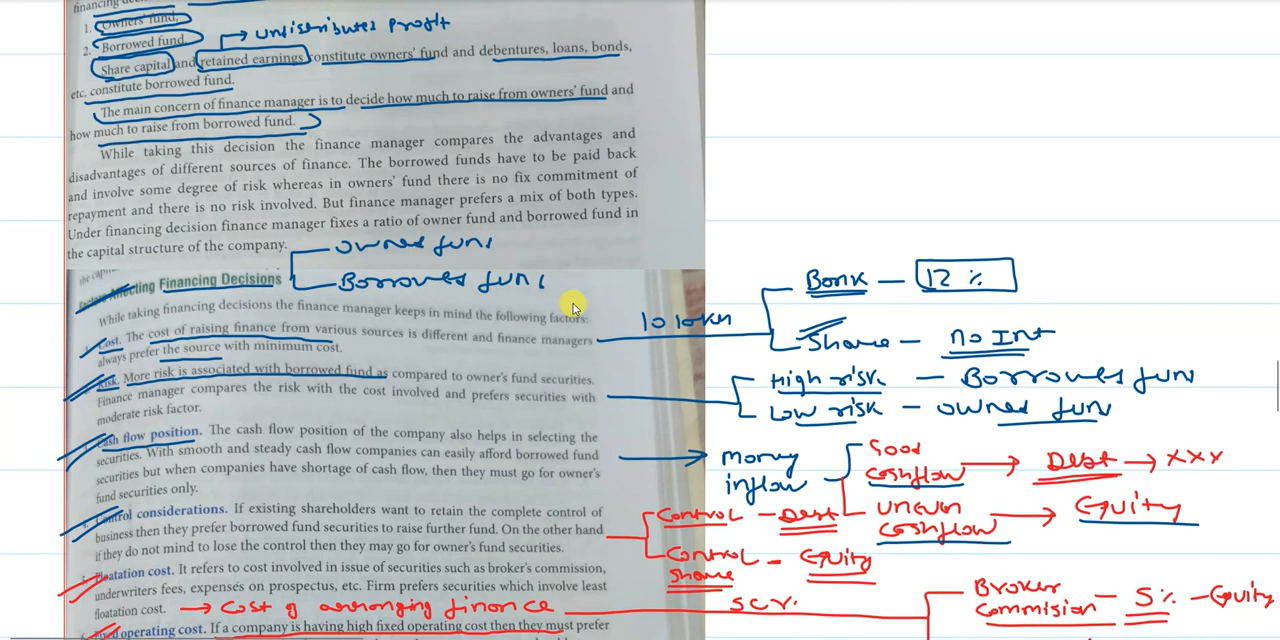 financing
1. Owners' fund.
2. Borrowed fund. → undistributes profit
Share capital and retained earnings constitute owners' fund and debentures, loans, bonds,
etc. constitute borrowed fund.
The main concern of finance manager is to decide how much to raise from owners' fund and
how much to raise from borrowed fund.
While taking this decision the finance manager compares the advantages and
disadvantages of different sources of finance. The borrowed funds have to be paid back
and involve some degree of risk whereas in owners' fund there is no fix commitment of
repayment and there is no risk involved. But finance manager prefers a mix of both types.
Under financing decision finance manager fixes a ratio of owner fund and borrowed fund in
the capital structure of the company.
owned fund
Borrowed fund
Factors Affecting Financing Decisions
While taking financing decisions the finance manager keeps in mind the following factors:
Cost. The cost of raising finance from various sources is different and finance managers
always prefer the source with minimum cost.
Risk. More risk is associated with borrowed fund as compared to owner's fund securities.
Finance manager compares the risk with the cost involved and prefers securities with
moderate risk factor.
Cash flow position. The cash flow position of the company also helps in selecting the
securities. With smooth and steady cash flow companies can easily afford borrowed fund
securities but when companies have shortage of cash flow, then they must go for owner's
fund securities only.
Control considerations. If existing shareholders want to retain the complete control of
business then they prefer borrowed fund securities to raise further fund. On the other hand
if they do not mind to lose the control then they may go for owner's fund securities.
Floatation cost. It refers to cost involved in issue of securities such as broker's commission,
underwriters fees, expenses on prospectus, etc. Firm prefers securities which involve least
floatation cost. → Cost of arranging finance
operating cost. If a company is having high fixed operating cost then they must prefer
Bank – 12 %
Share – no Int
High risk – Borrowed fund
Low risk – owned fund
money inflow
Good cashflow → Debt → xxx
uneven cashflow → Equity
Control – Debt
Control Share – Equity
Broker Commision – 5% – Equity